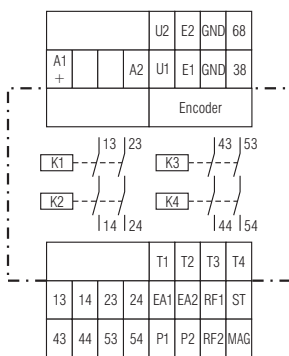 U2 E2 GND 68
A1 + A2 U1 E1 GND 38
Encoder
13 23 43 53
K1 K3
K2 K4
14 24 44 54
T1 T2 T3 T4
13 14 23 24 EA1 EA2 RF1 ST
43 44 53 54 P1 P2 RF2 MAG